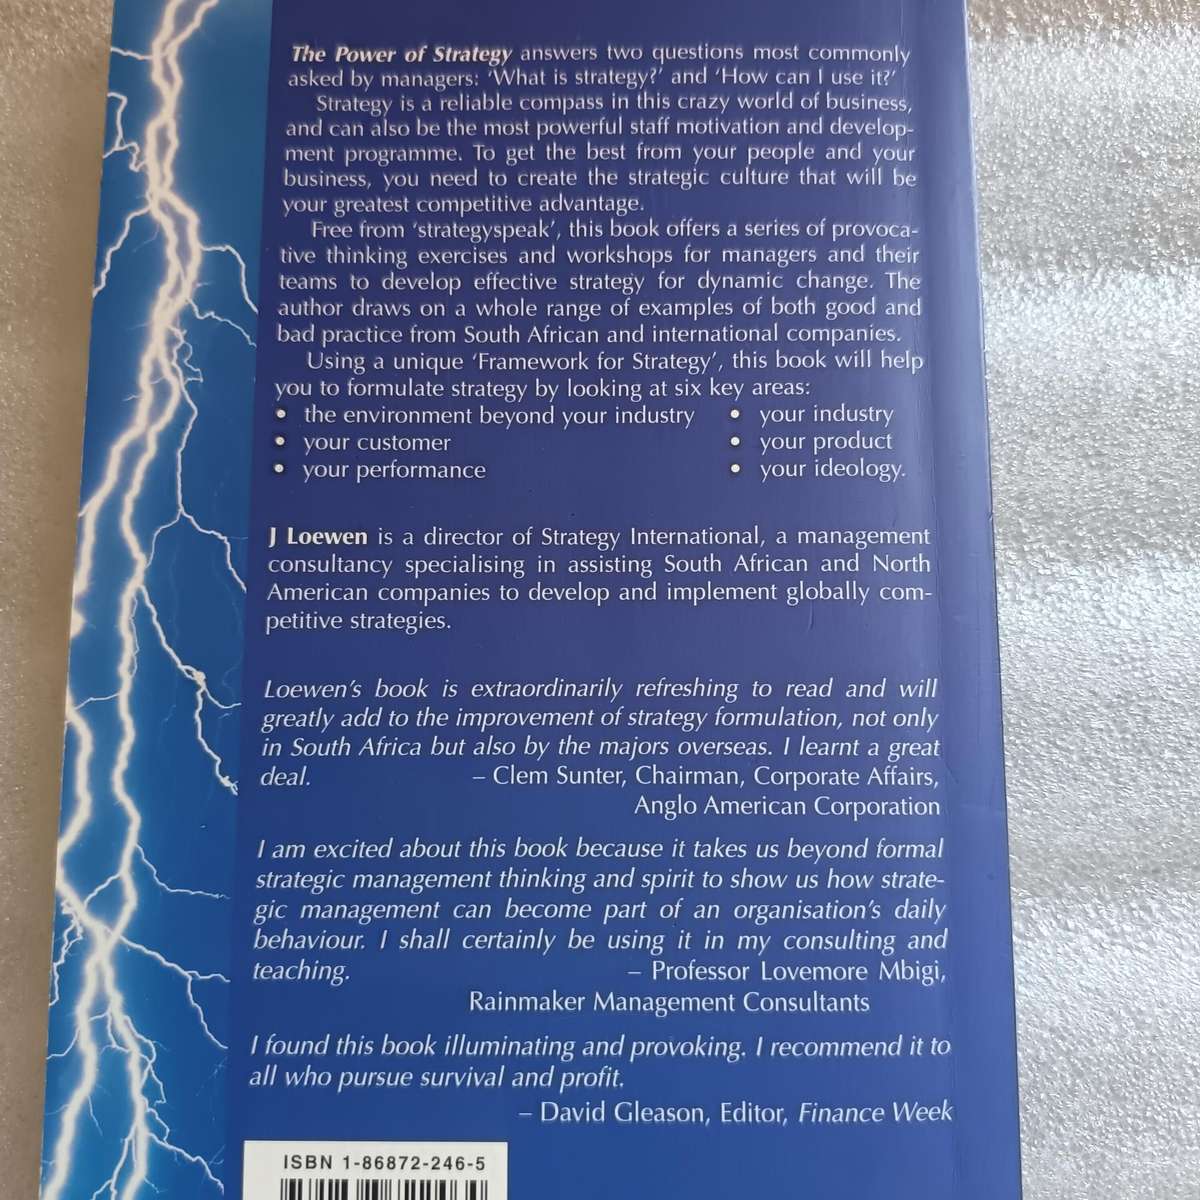 The Power of Strategy answers two questions most commonly
asked by managers: 'What is strategy?' and 'How can I use it?'
Strategy is a reliable compass in this crazy world of business,
and can also be the most powerful staff motivation and develop-
ment programme. To get the best from your people and your
business, you need to create the strategic culture that will be
your greatest competitive advantage.
Free from 'strategyspeak', this book offers a series of provoca-
tive thinking exercises and workshops for managers and their
teams to develop effective strategy for dynamic change. The
author draws on a whole range of examples of both good and
bad practice from South African and international companies.
Using a unique 'Framework for Strategy', this book will help
you to formulate strategy by looking at six key areas:
• the environment beyond your industry • your industry
• your customer • your product
• your performance • your ideology.
J Loewen is a director of Strategy International, a management
consultancy specialising in assisting South African and North
American companies to develop and implement globally com-
petitive strategies.
Loewen's book is extraordinarily refreshing to read and will
greatly add to the improvement of strategy formulation, not only
in South Africa but also by the majors overseas. I learnt a great
deal. – Clem Sunter, Chairman, Corporate Affairs,
Anglo American Corporation
I am excited about this book because it takes us beyond formal
strategic management thinking and spirit to show us how strate-
gic management can become part of an organisation's daily
behaviour. I shall certainly be using it in my consulting and
teaching. – Professor Lovemore Mbigi,
Rainmaker Management Consultants
I found this book illuminating and provoking. I recommend it to
all who pursue survival and profit.
– David Gleason, Editor, Finance Week
ISBN 1-86872-246-5